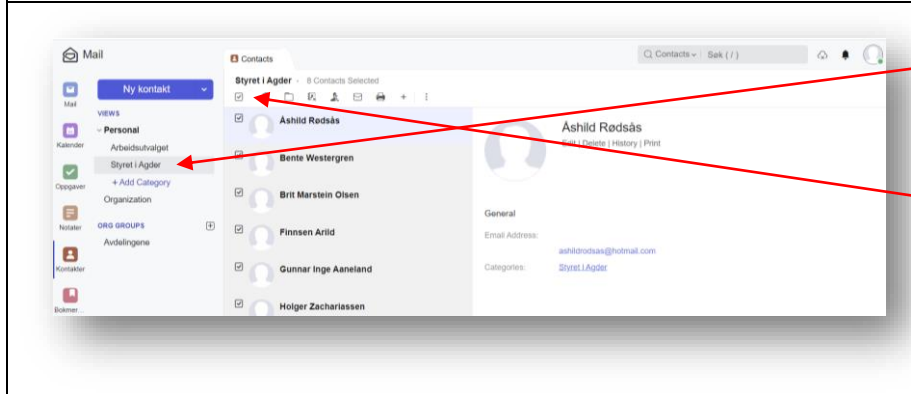 Mail
Contacts
Contacts
Søk ( / )
Ny kontakt
Styret i Agder - 8 Contacts Selected
Mail
VIEWS
Personal
Kalender
Arbeidsutvalget
Styret i Agder
Oppgaver
+ Add Category
Organization
Notater
ORG GROUPS
Avdelingene
Kontakter
Bokmer...
Åshild Rødsås
Bente Westergren
Brit Marstein Olsen
Finnsen Arild
Gunnar Inge Aaneland
Holger Zachariassen
Åshild Rødsås
Edit | Delete | History | Print
General
Email Address:
ashildrodsas@hotmail.com
Categories:
Styret i Agder